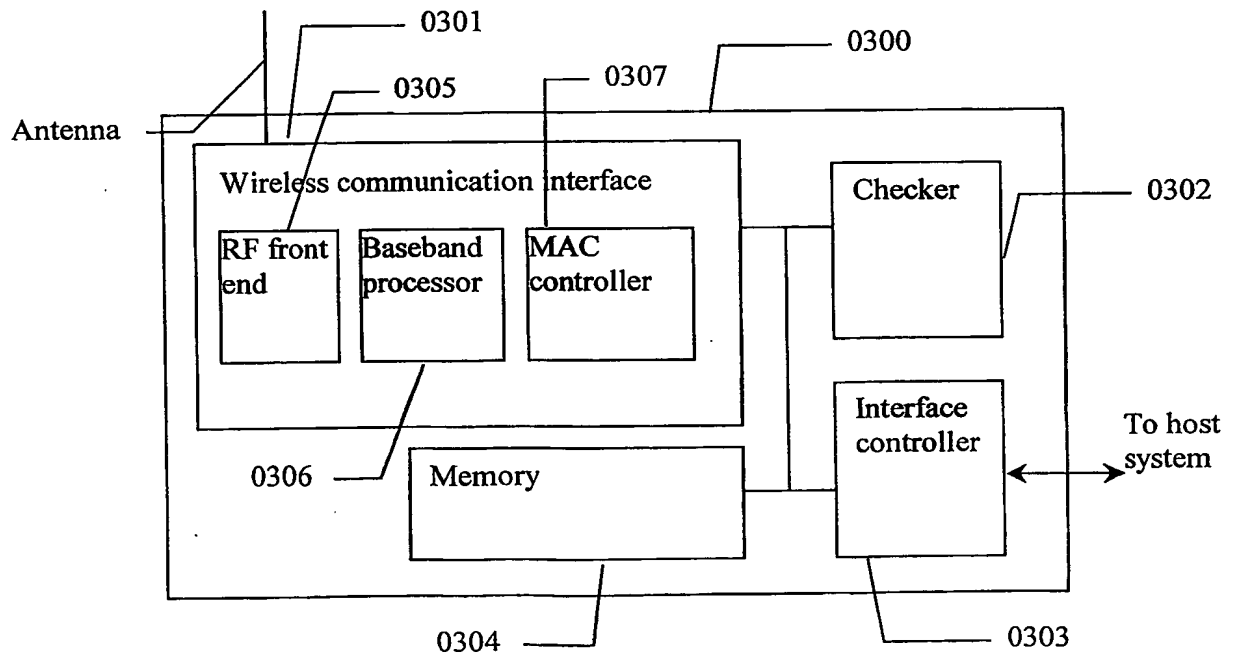 0301
0300
0307
0305
Antenna
Wireless communication interface
Checker
0302
RF front
end
Baseband
processor
MAC
controller
Interface
controller
To host
system
0306
Memory
0304
0303